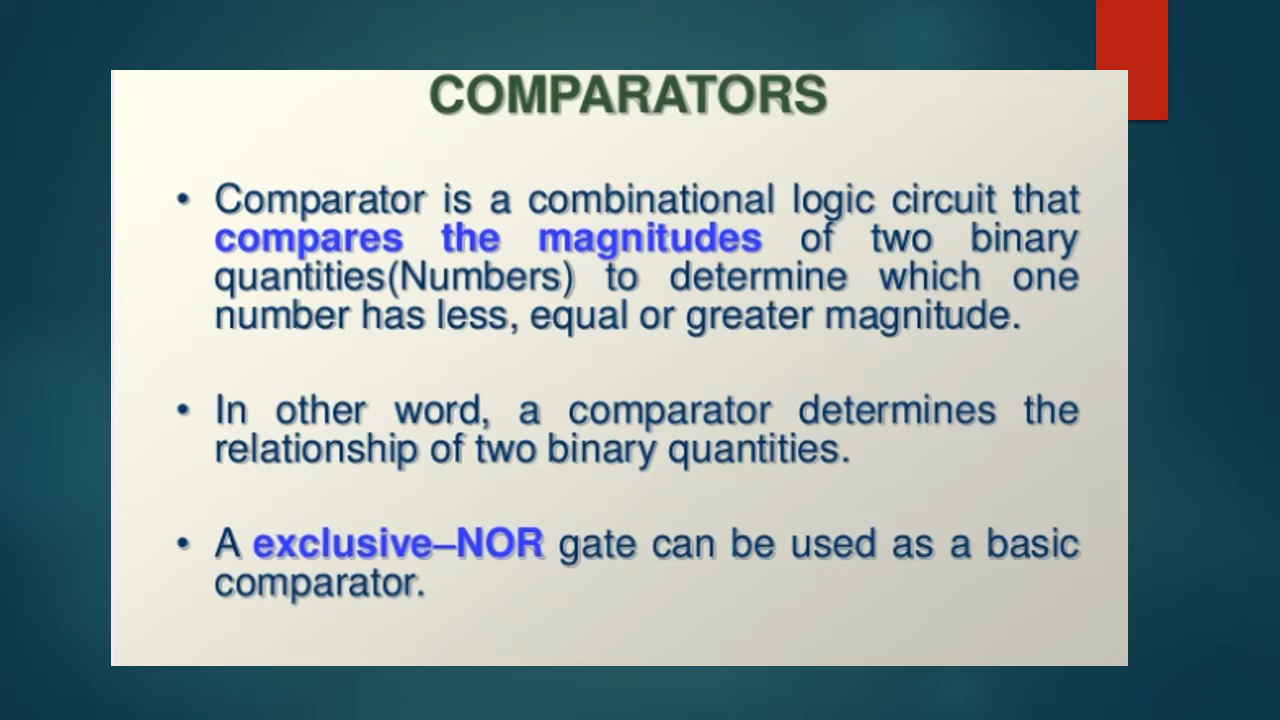 COMPARATORS
• Comparator is a combinational logic circuit that
compares the magnitudes of two binary
quantities(Numbers) to determine which one
number has less, equal or greater magnitude.
• In other word, a comparator determines the
relationship of two binary quantities.
• A exclusive–NOR gate can be used as a basic
comparator.